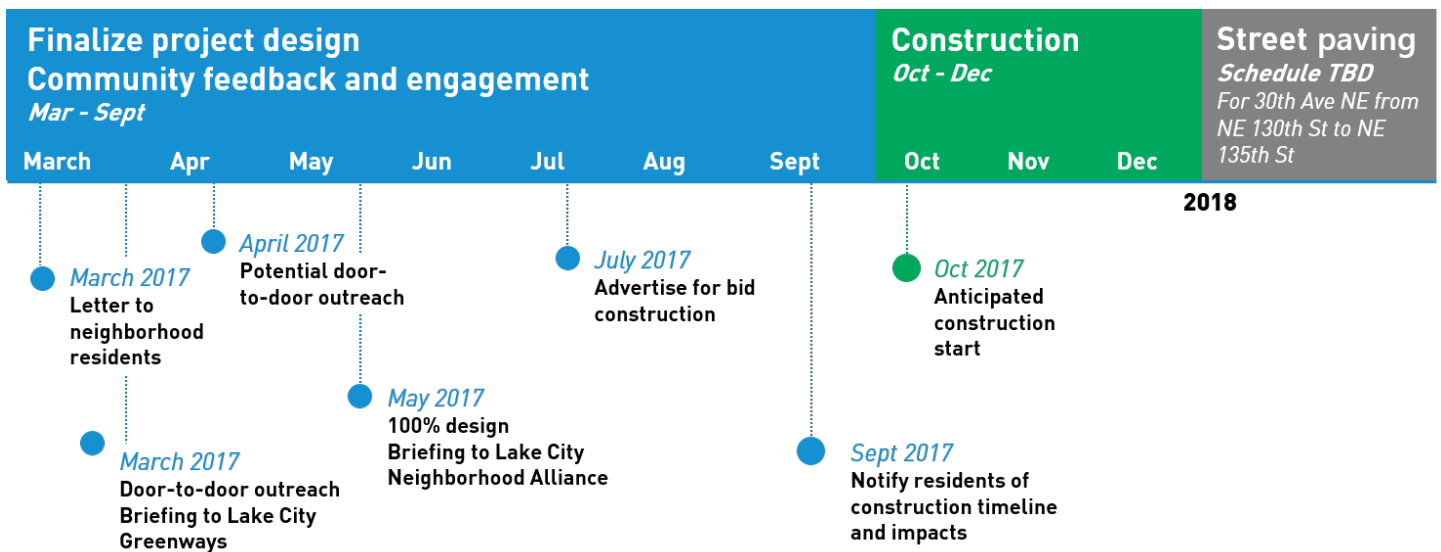 Finalize project design
Community feedback and engagement
Mar - Sept
Construction
Oct - Dec
Street paving
Schedule TBD
For 30th Ave NE from
NE 130th St to NE
135th St
March Apr May Jun Jul Aug Sept Oct Nov Dec
2018
March 2017
Letter to
neighborhood
residents
March 2017
Door-to-door outreach
Briefing to Lake City
Greenways
April 2017
Potential door-
to-door outreach
May 2017
100% design
Briefing to Lake City
Neighborhood Alliance
July 2017
Advertise for bid
construction
Sept 2017
Notify residents of
construction timeline
and impacts
Oct 2017
Anticipated
construction
start